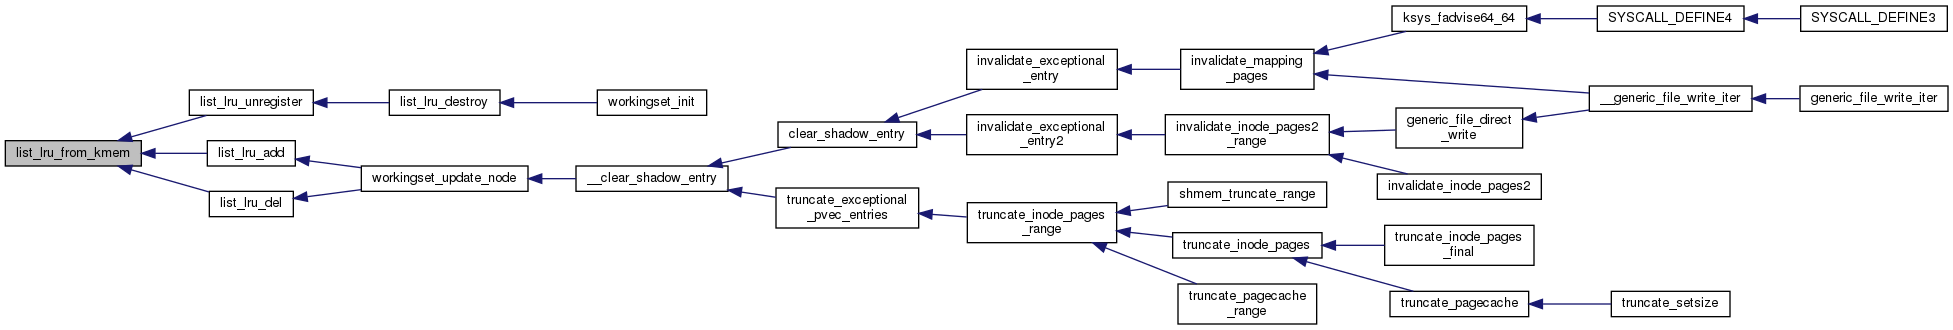 list_lru_from_kmem
list_lru_unregister
list_lru_destroy
workingset_init
list_lru_add
list_lru_del
workingset_update_node
__clear_shadow_entry
clear_shadow_entry
invalidate_exceptional
_entry
invalidate_mapping
_pages
ksys_fadvise64_64
SYSCALL_DEFINE4
SYSCALL_DEFINE3
__generic_file_write_iter
generic_file_write_iter
invalidate_exceptional
_entry2
invalidate_inode_pages2
_range
generic_file_direct
_write
invalidate_inode_pages2
truncate_exceptional
_pvec_entries
truncate_inode_pages
_range
shmem_truncate_range
truncate_inode_pages
truncate_inode_pages
_final
truncate_pagecache
truncate_setsize
truncate_pagecache
_range